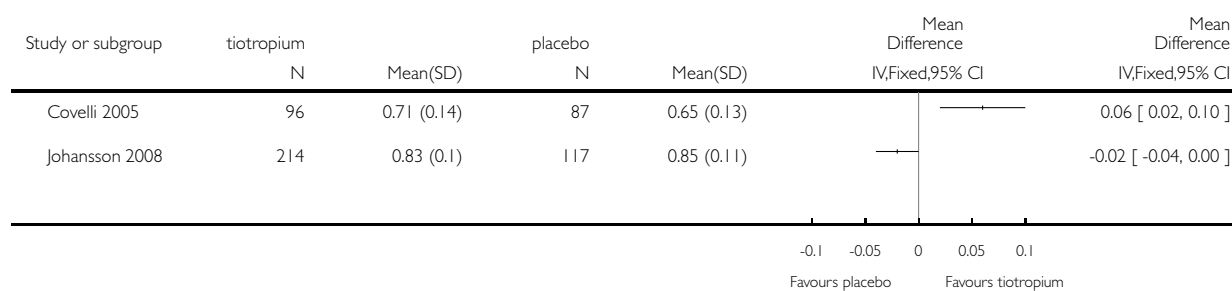 Study or subgroup tiotropium placebo Mean Difference Mean Difference
N Mean(SD) N Mean(SD) IV,Fixed,95% CI IV,Fixed,95% CI
Covelli 2005 96 0.71 (0.14) 87 0.65 (0.13) 0.06 [ 0.02, 0.10 ]
Johansson 2008 214 0.83 (0.1) 117 0.85 (0.11) -0.02 [ -0.04, 0.00 ]
-0.1 -0.05 0 0.05 0.1
Favours placebo Favours tiotropium